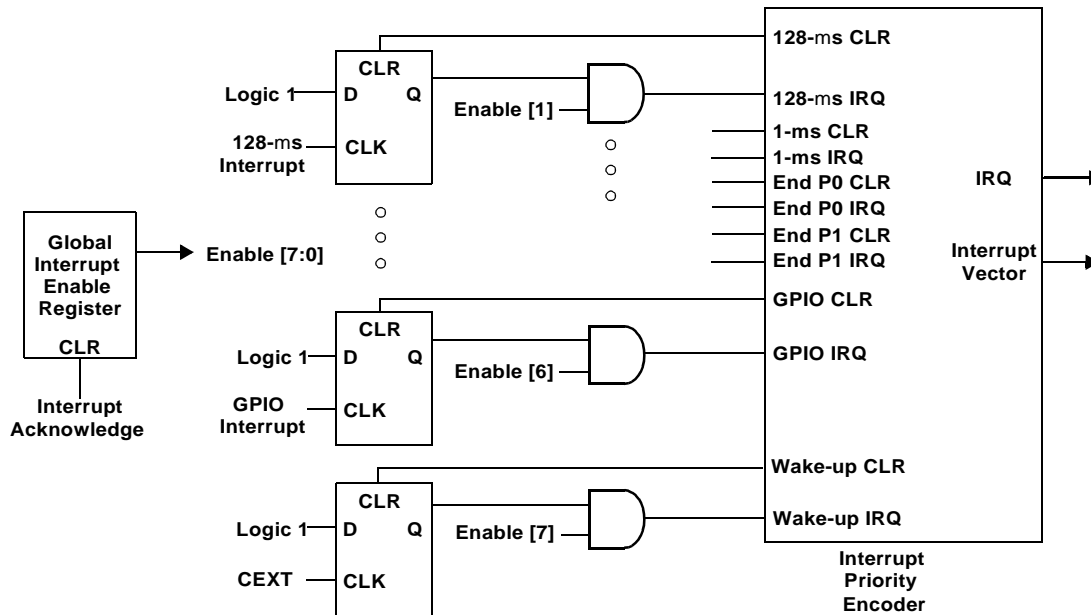 CLR
D Q
CLK
Logic 1
128-ms
Interrupt
Enable [1]
128-ms CLR
128-ms IRQ
1-ms CLR
1-ms IRQ
End P0 CLR
End P0 IRQ
End P1 CLR
End P1 IRQ
GPIO CLR
GPIO IRQ
Wake-up CLR
Wake-up IRQ
IRQ
Interrupt
Vector
Interrupt
Priority
Encoder
Global
Interrupt
Enable
Register
CLR
Interrupt
Acknowledge
Enable [7:0]
CLR
D Q
CLK
Logic 1
GPIO
Interrupt
Enable [6]
CLR
D Q
CLK
Logic 1
CEXT
Enable [7]